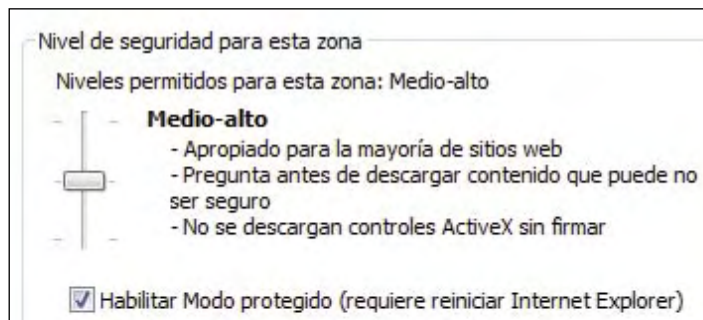 Nivel de seguridad para esta zona
Niveles permitidos para esta zona: Medio-alto
Medio-alto
- Apropiado para la mayoría de sitios web
- Pregunta antes de descargar contenido que puede no
ser seguro
- No se descargan controles ActiveX sin firmar
Habilitar Modo protegido (requiere reiniciar Internet Explorer)